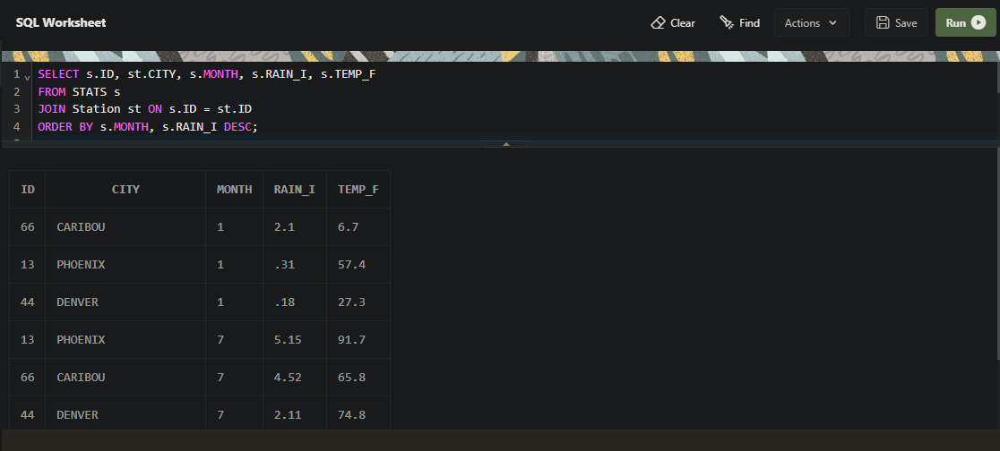 SQL Worksheet Clear Find Actions Save Run
1 SELECT s.ID, st.CITY, s.MONTH, s.RAIN_I, s.TEMP_F
2 FROM STATS s
3 JOIN Station st ON s.ID = st.ID
4 ORDER BY s.MONTH, s.RAIN_I DESC;
ID CITY MONTH RAIN_I TEMP_F
66 CARIBOU 1 2.1 6.7
13 PHOENIX 1 .31 57.4
44 DENVER 1 .18 27.3
13 PHOENIX 7 5.15 91.7
66 CARIBOU 7 4.52 65.8
44 DENVER 7 2.11 74.8